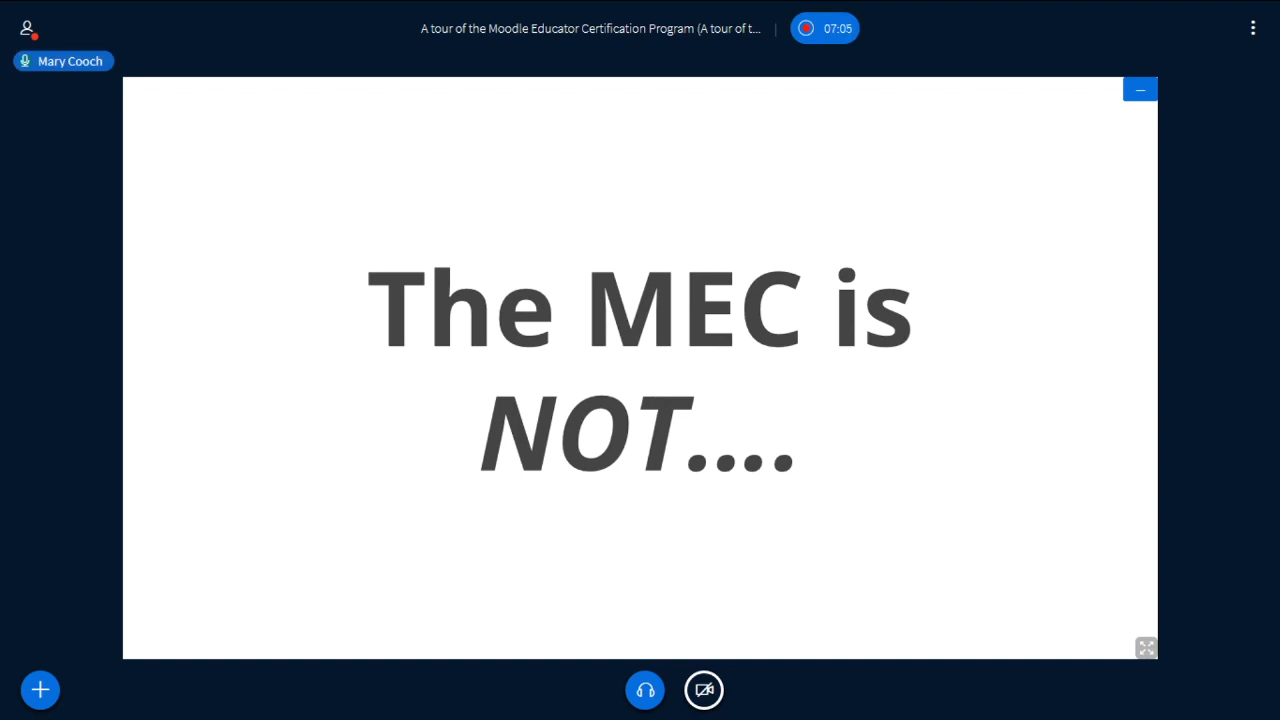 A tour of the Moodle Educator Certification Program (A tour of t...
07:05
Mary Cooch
The MEC is
NOT....